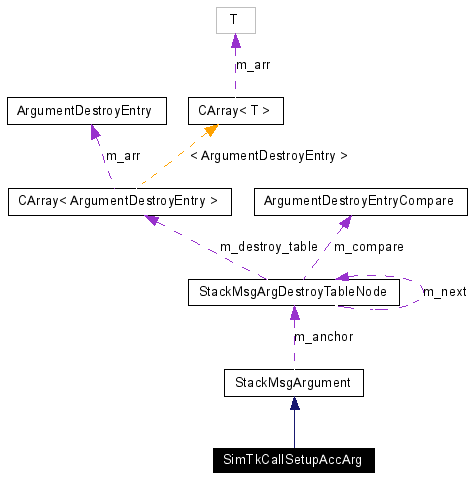 T
m_arr
ArgumentDestroyEntry
CArray< T >
m_arr
< ArgumentDestroyEntry >
CArray< ArgumentDestroyEntry >
ArgumentDestroyEntryCompare
m_destroy_table
m_compare
StackMsgArgDestroyTableNode
m_next
m_anchor
StackMsgArgument
SimTkCallSetupAccArg